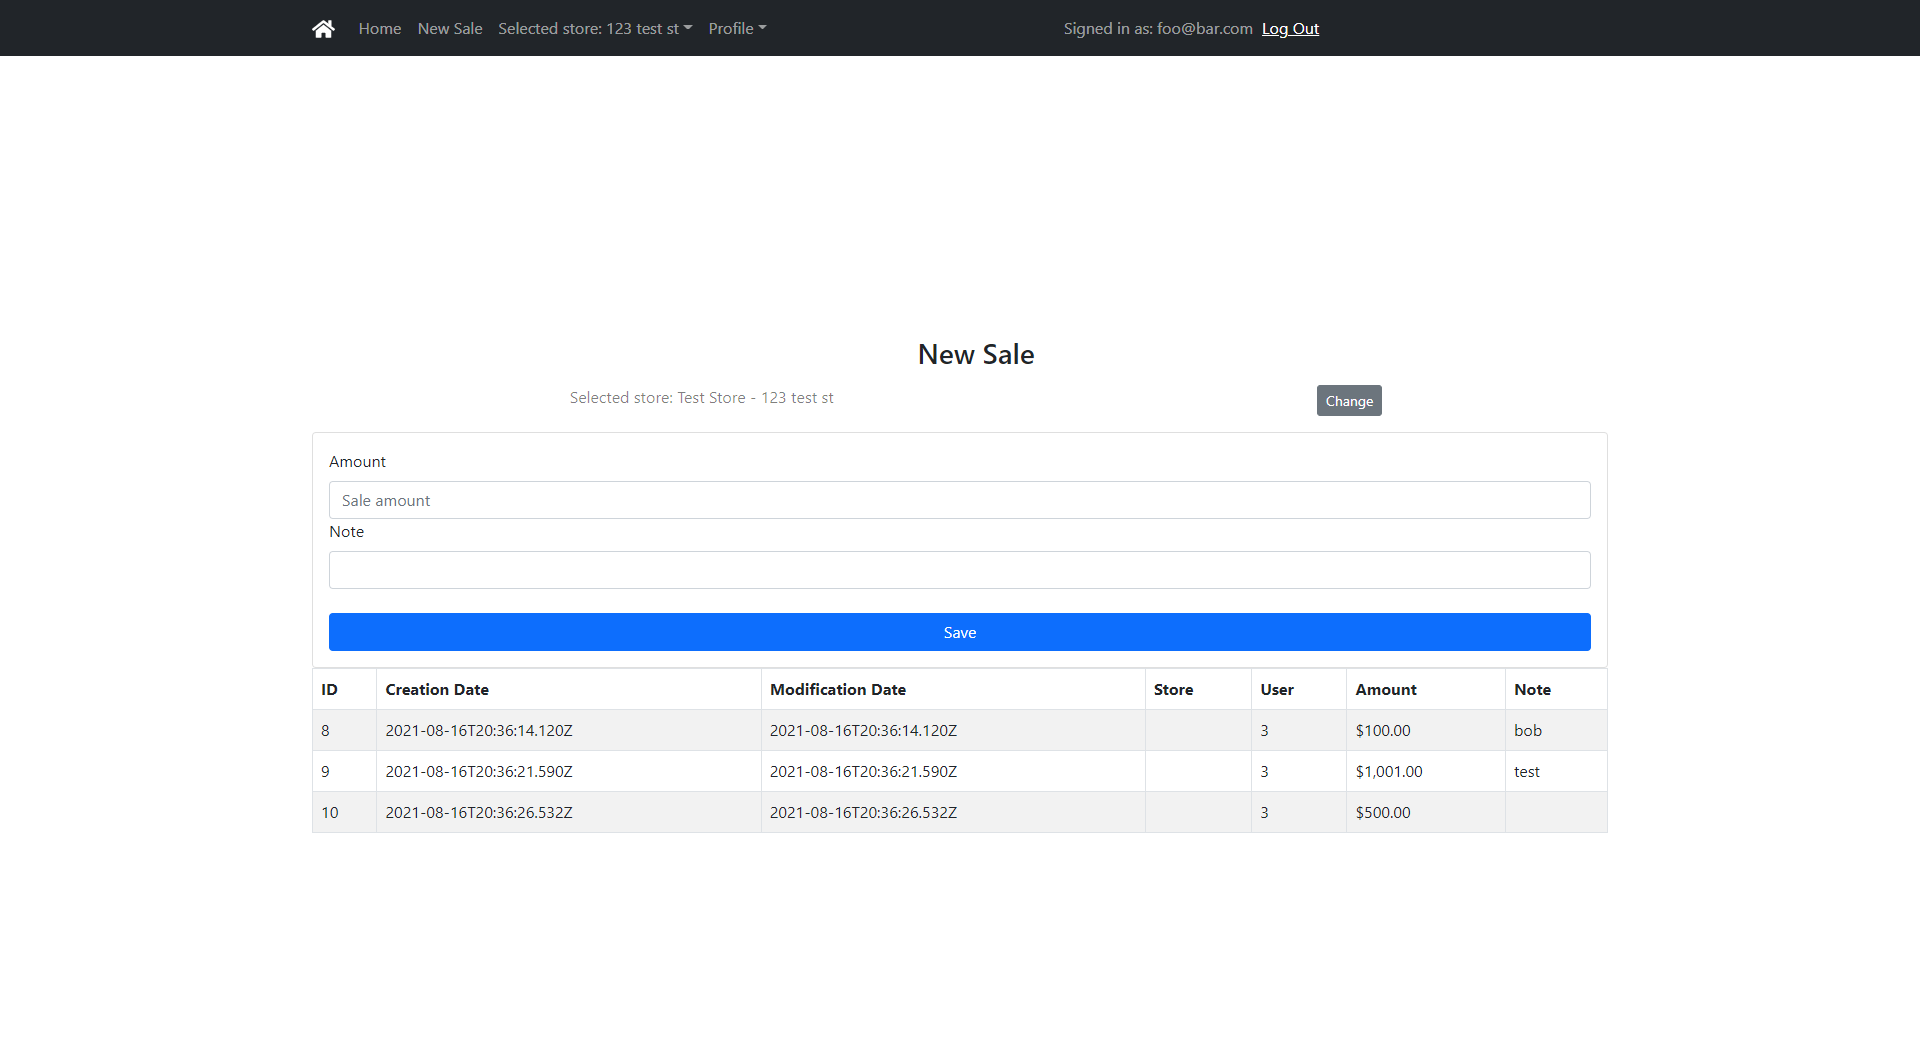 Home New Sale Selected store: 123 test st Profile Signed in as: foo@bar.com Log Out
New Sale
Selected store: Test Store - 123 test st Change
Amount
Sale amount
Note
Save
ID Creation Date Modification Date Store User Amount Note
8 2021-08-16T20:36:14.120Z 2021-08-16T20:36:14.120Z 3 $100.00 bob
9 2021-08-16T20:36:21.590Z 2021-08-16T20:36:21.590Z 3 $1,001.00 test
10 2021-08-16T20:36:26.532Z 2021-08-16T20:36:26.532Z 3 $500.00